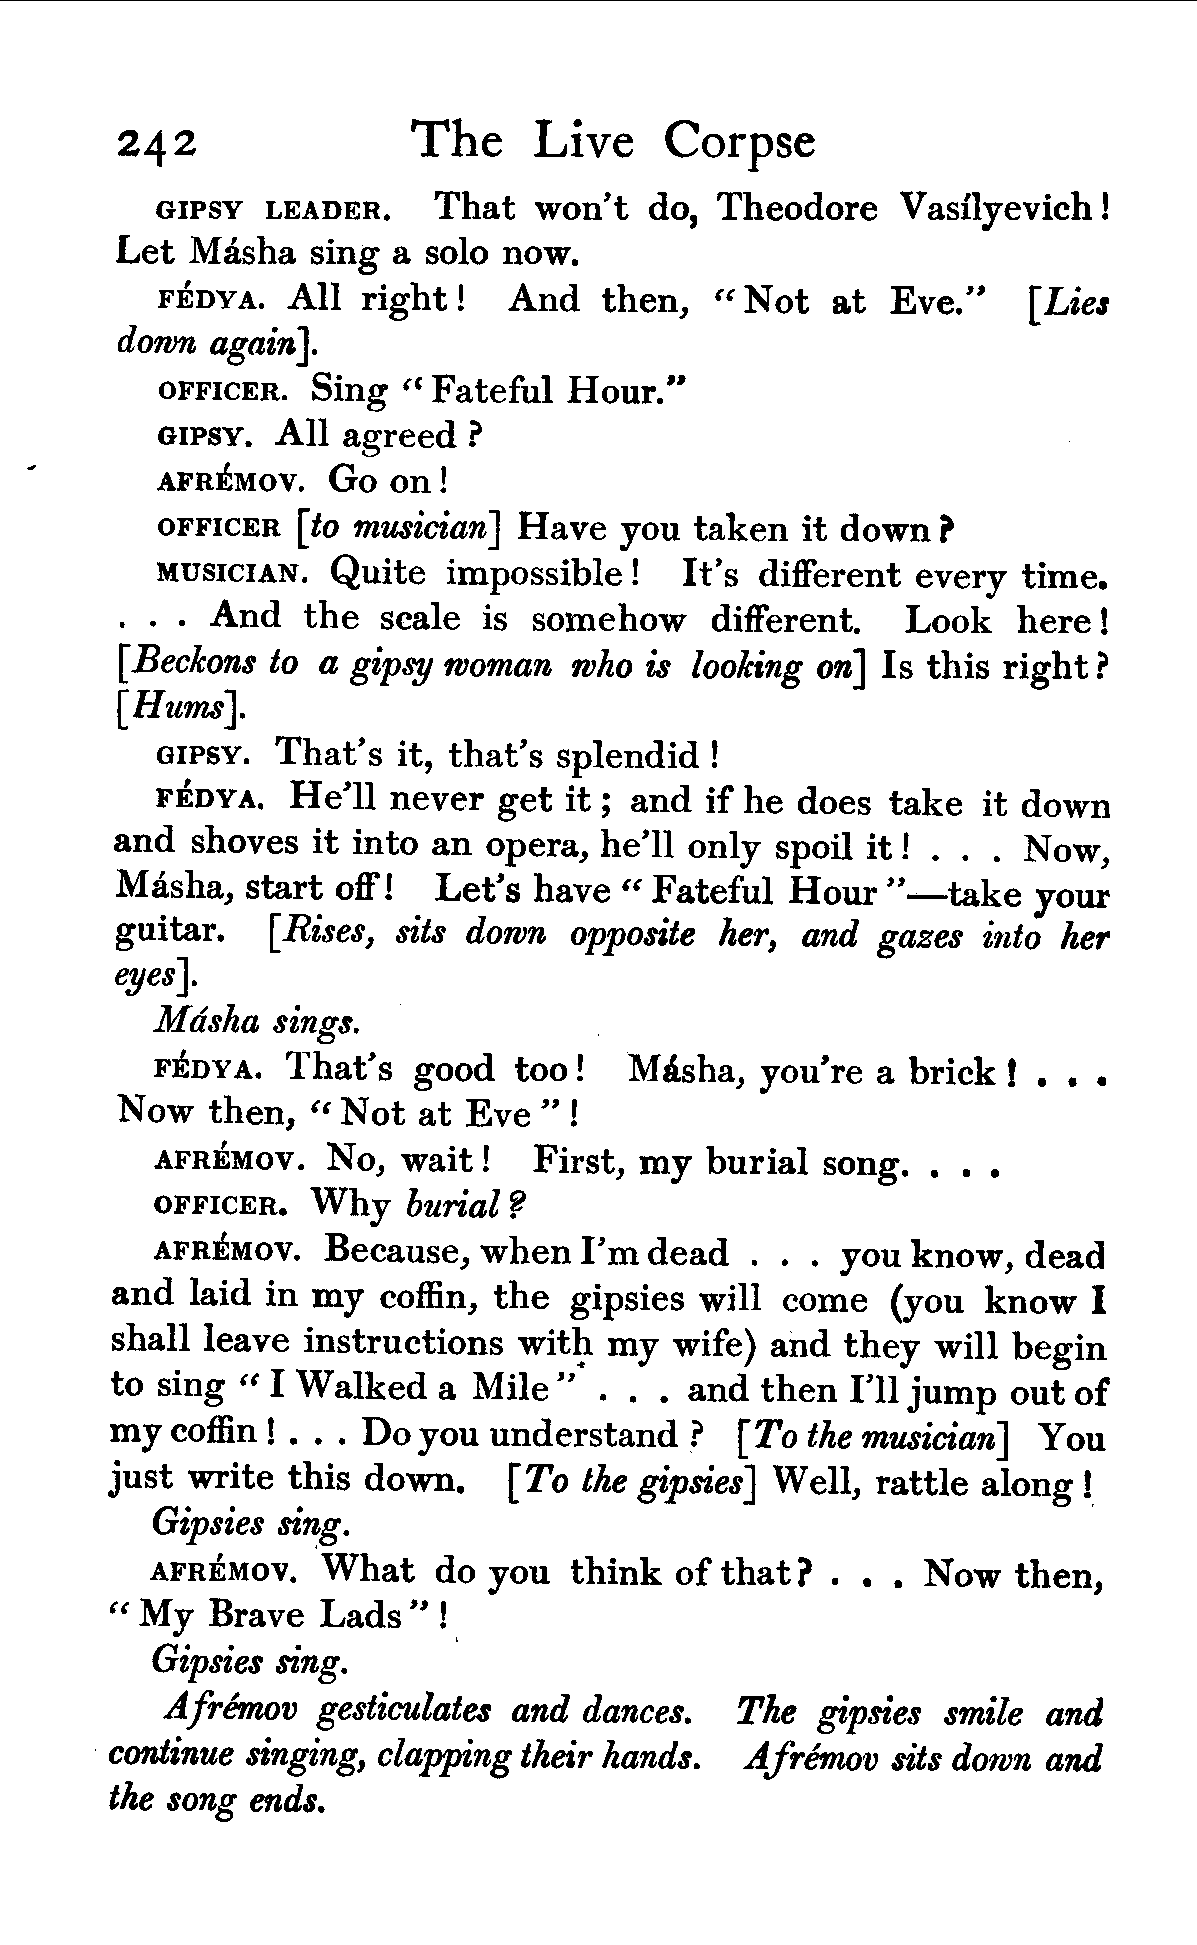 242 The Live Corpse
GIPSY LEADER. That won't do, Theodore Vasílyevich!
Let Másha sing a solo now.
FÉDYA. All right! And then, "Not at Eve." [Lies
down again].
OFFICER. Sing "Fateful Hour."
GIPSY. All agreed?
AFRÉMOV. Go on!
OFFICER [to musician] Have you taken it down?
MUSICIAN. Quite impossible! It's different every time.
. . . And the scale is somehow different. Look here!
[Beckons to a gipsy woman who is looking on] Is this right?
[Hums].
GIPSY. That's it, that's splendid!
FÉDYA. He'll never get it; and if he does take it down
and shoves it into an opera, he'll only spoil it! . . . Now,
Másha, start off! Let's have "Fateful Hour"—take your
guitar. [Rises, sits down opposite her, and gazes into her
eyes].
Másha sings.
FÉDYA. That's good too! Másha, you're a brick! . . .
Now then, "Not at Eve"!
AFRÉMOV. No, wait! First, my burial song. . . .
OFFICER. Why burial?
AFRÉMOV. Because, when I'm dead . . . you know, dead
and laid in my coffin, the gipsies will come (you know I
shall leave instructions with my wife) and they will begin
to sing "I Walked a Mile" . . . and then I'll jump out of
my coffin! . . . Do you understand? [To the musician] You
just write this down. [To the gipsies] Well, rattle along!
Gipsies sing.
AFRÉMOV. What do you think of that? . . . Now then,
"My Brave Lads"!
Gipsies sing.
Afrémov gesticulates and dances. The gipsies smile and
continue singing, clapping their hands. Afrémov sits down and
the song ends.